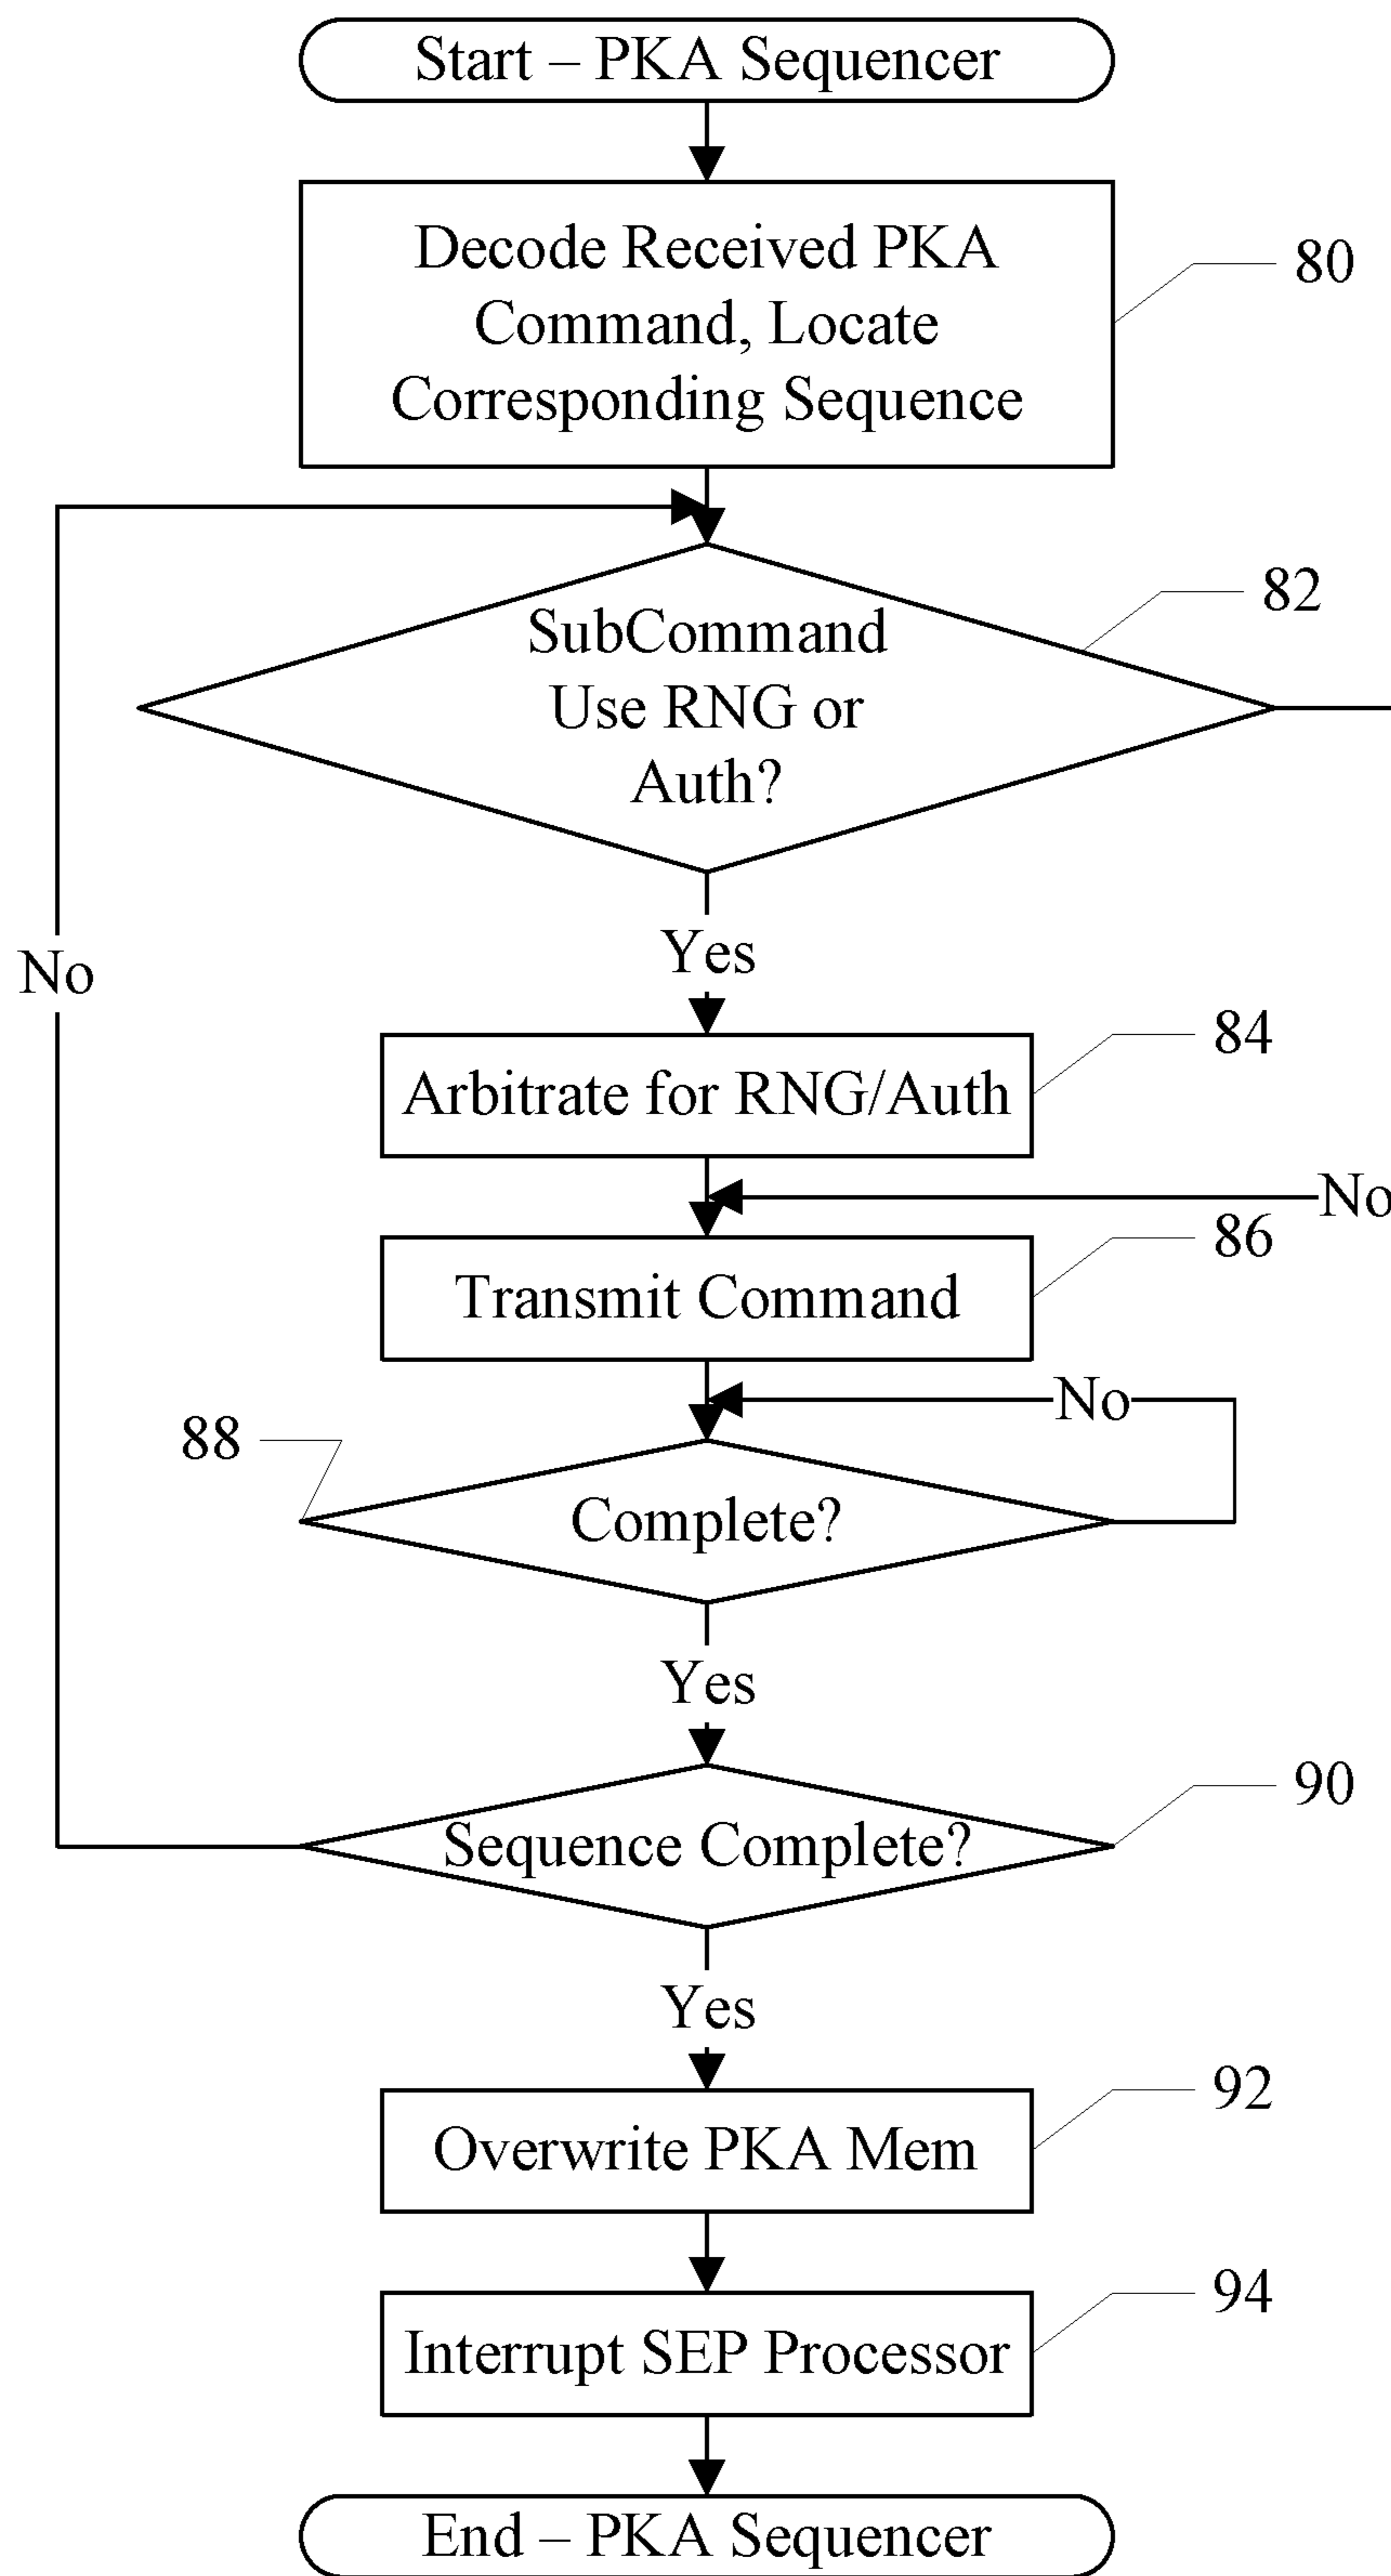 Start – PKA Sequencer
Decode Received PKA
Command, Locate
Corresponding Sequence
80
SubCommand
Use RNG or
Auth?
82
Yes
No
Arbitrate for RNG/Auth
84
No
Transmit Command
86
No
Complete?
88
Yes
Sequence Complete?
90
Yes
Overwrite PKA Mem
92
Interrupt SEP Processor
94
End – PKA Sequencer